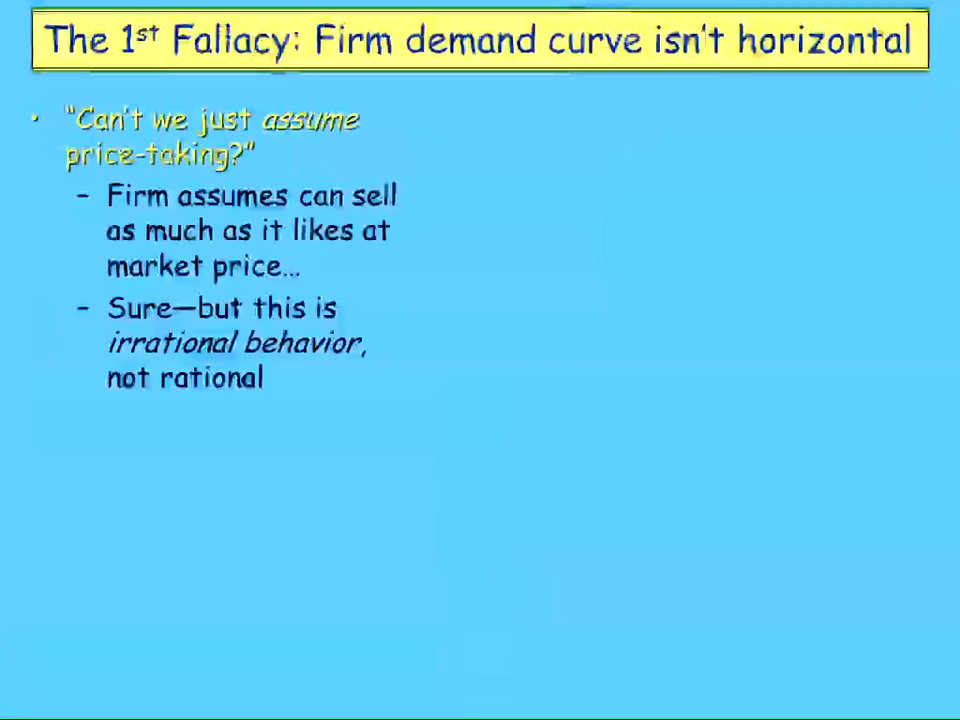 The 1st Fallacy: Firm demand curve isn't horizontal
• "Can't we just assume
price-taking?"
– Firm assumes can sell
as much as it likes at
market price…
– Sure—but this is
irrational behavior,
not rational